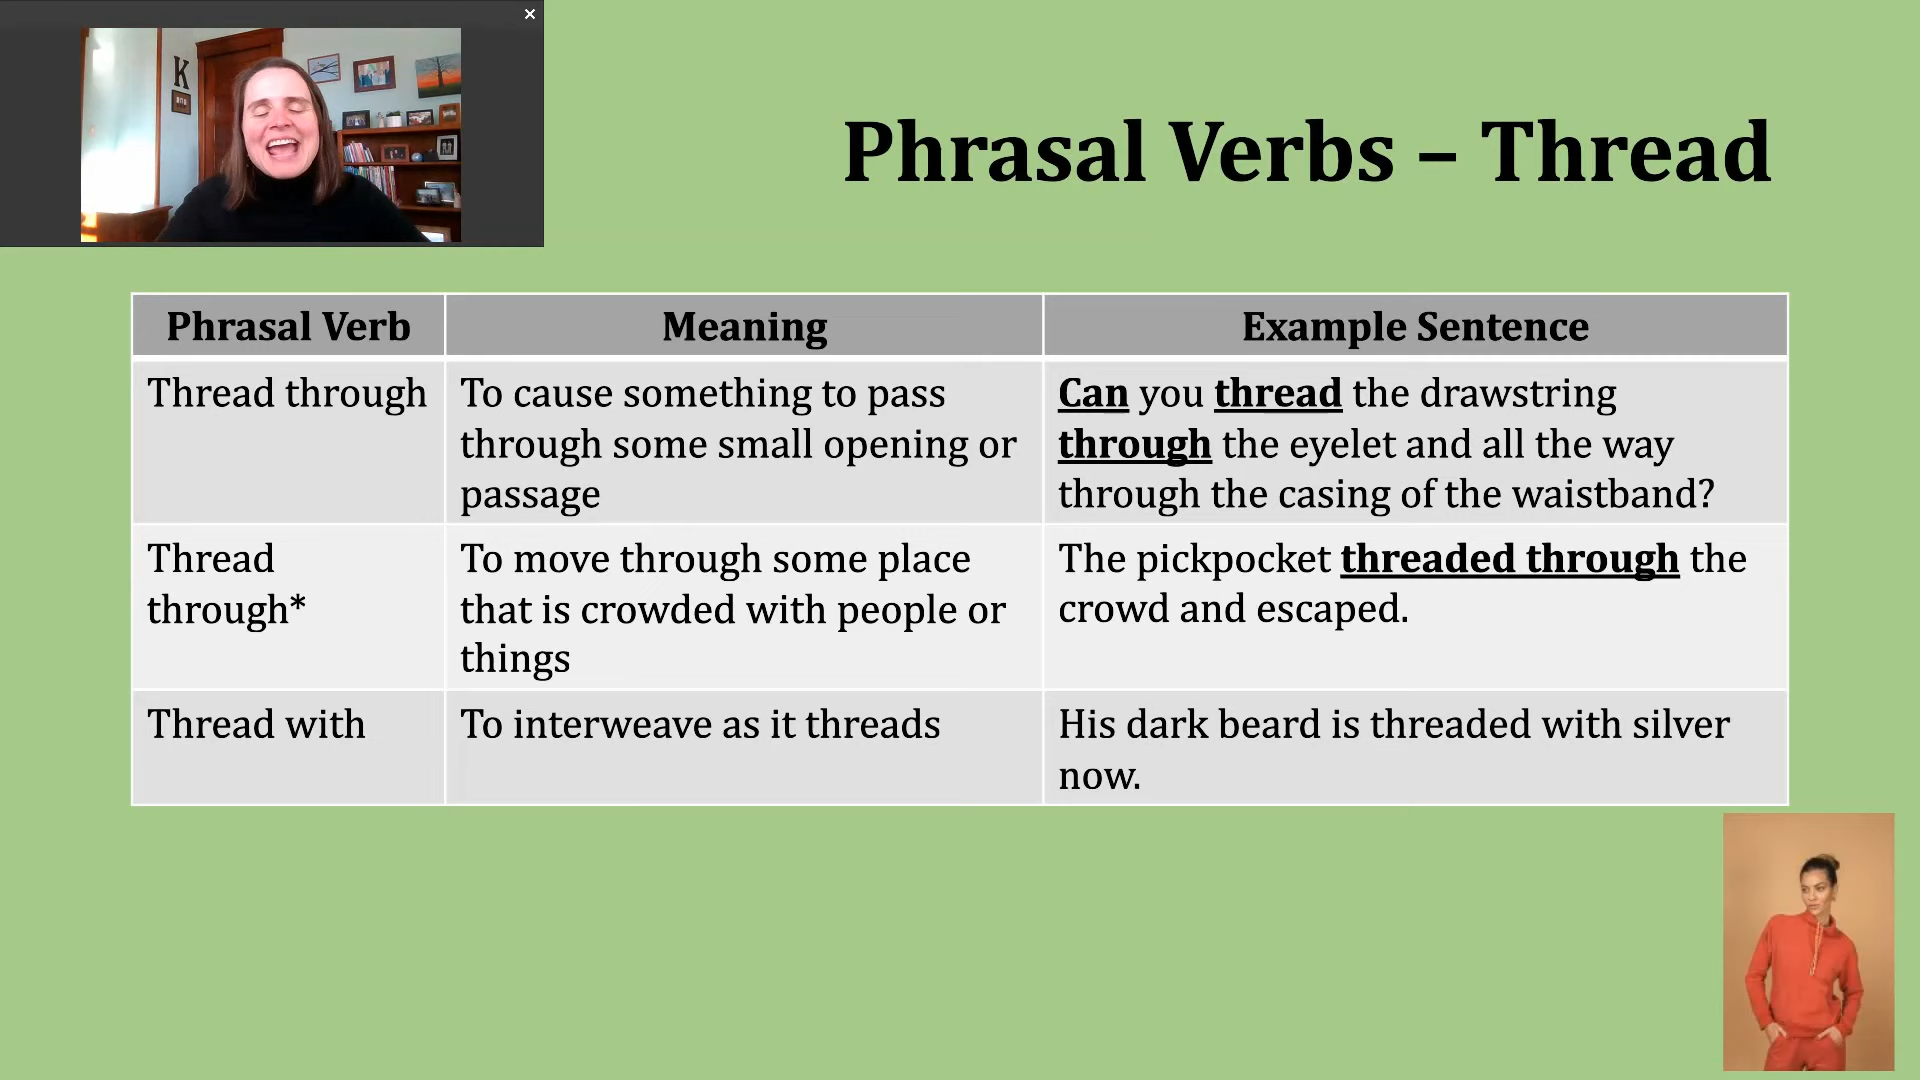 K
Phrasal Verbs – Thread
Phrasal Verb
Meaning
Example Sentence
Thread through
To cause something to pass
through some small opening or
passage
Can you thread the drawstring
through the eyelet and all the way
through the casing of the waistband?
Thread
through*
To move through some place
that is crowded with people or
things
The pickpocket threaded through the
crowd and escaped.
Thread with
To interweave as it threads
His dark beard is threaded with silver
now.